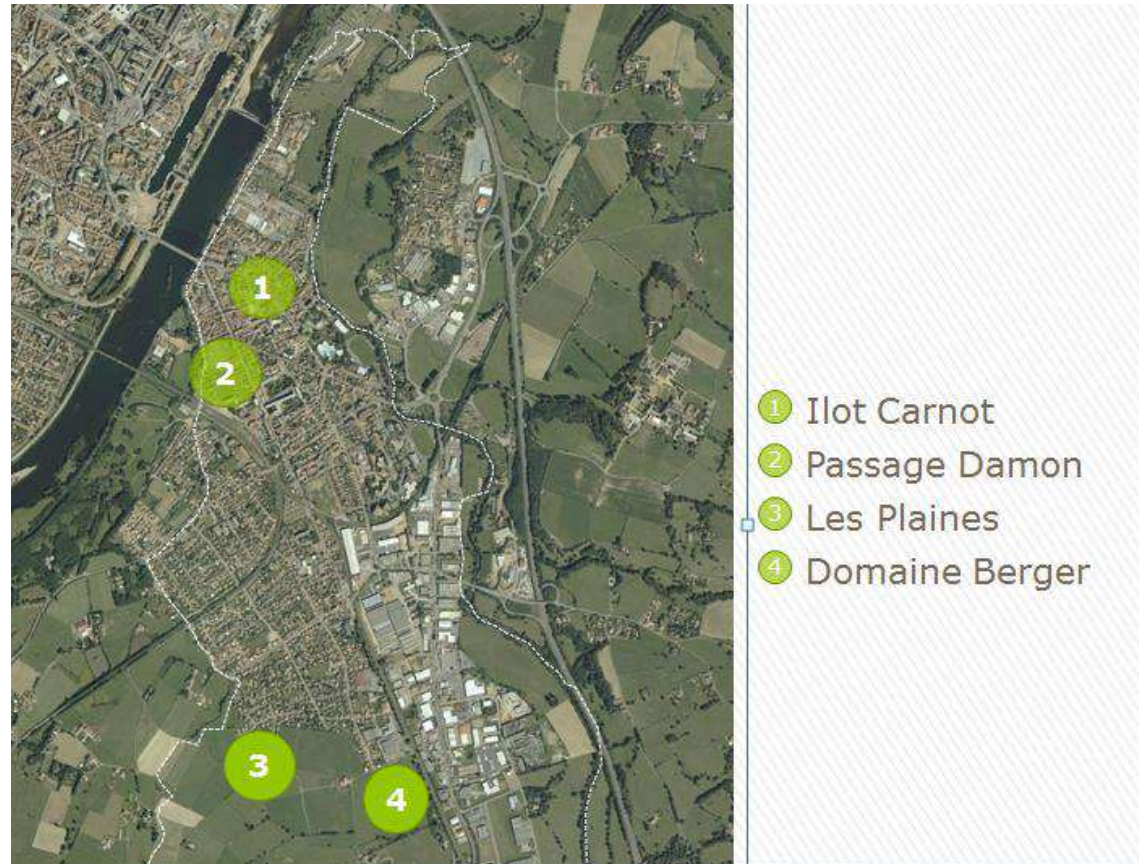 1
2
3
4
1 Ilot Carnot
2 Passage Damon
3 Les Plaines
4 Domaine Berger